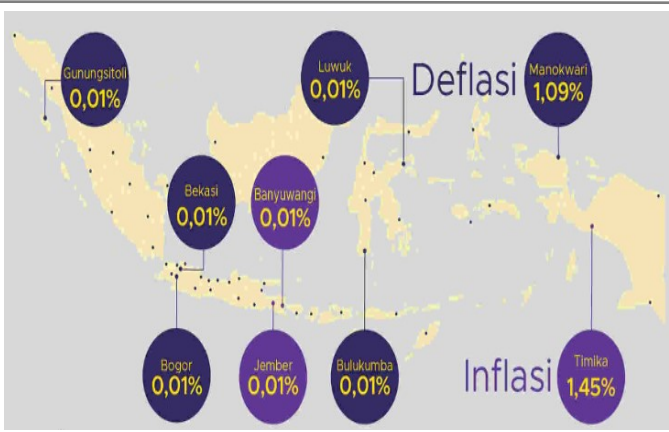 Gunungsitoli
0,01%
Luwuk
0,01%
Deflasi
Manokwari
1,09%
Bekasi
0,01%
Banyuwangi
0,01%
Bogor
0,01%
Jember
0,01%
Bulukumba
0,01%
Inflasi
Timika
1,45%